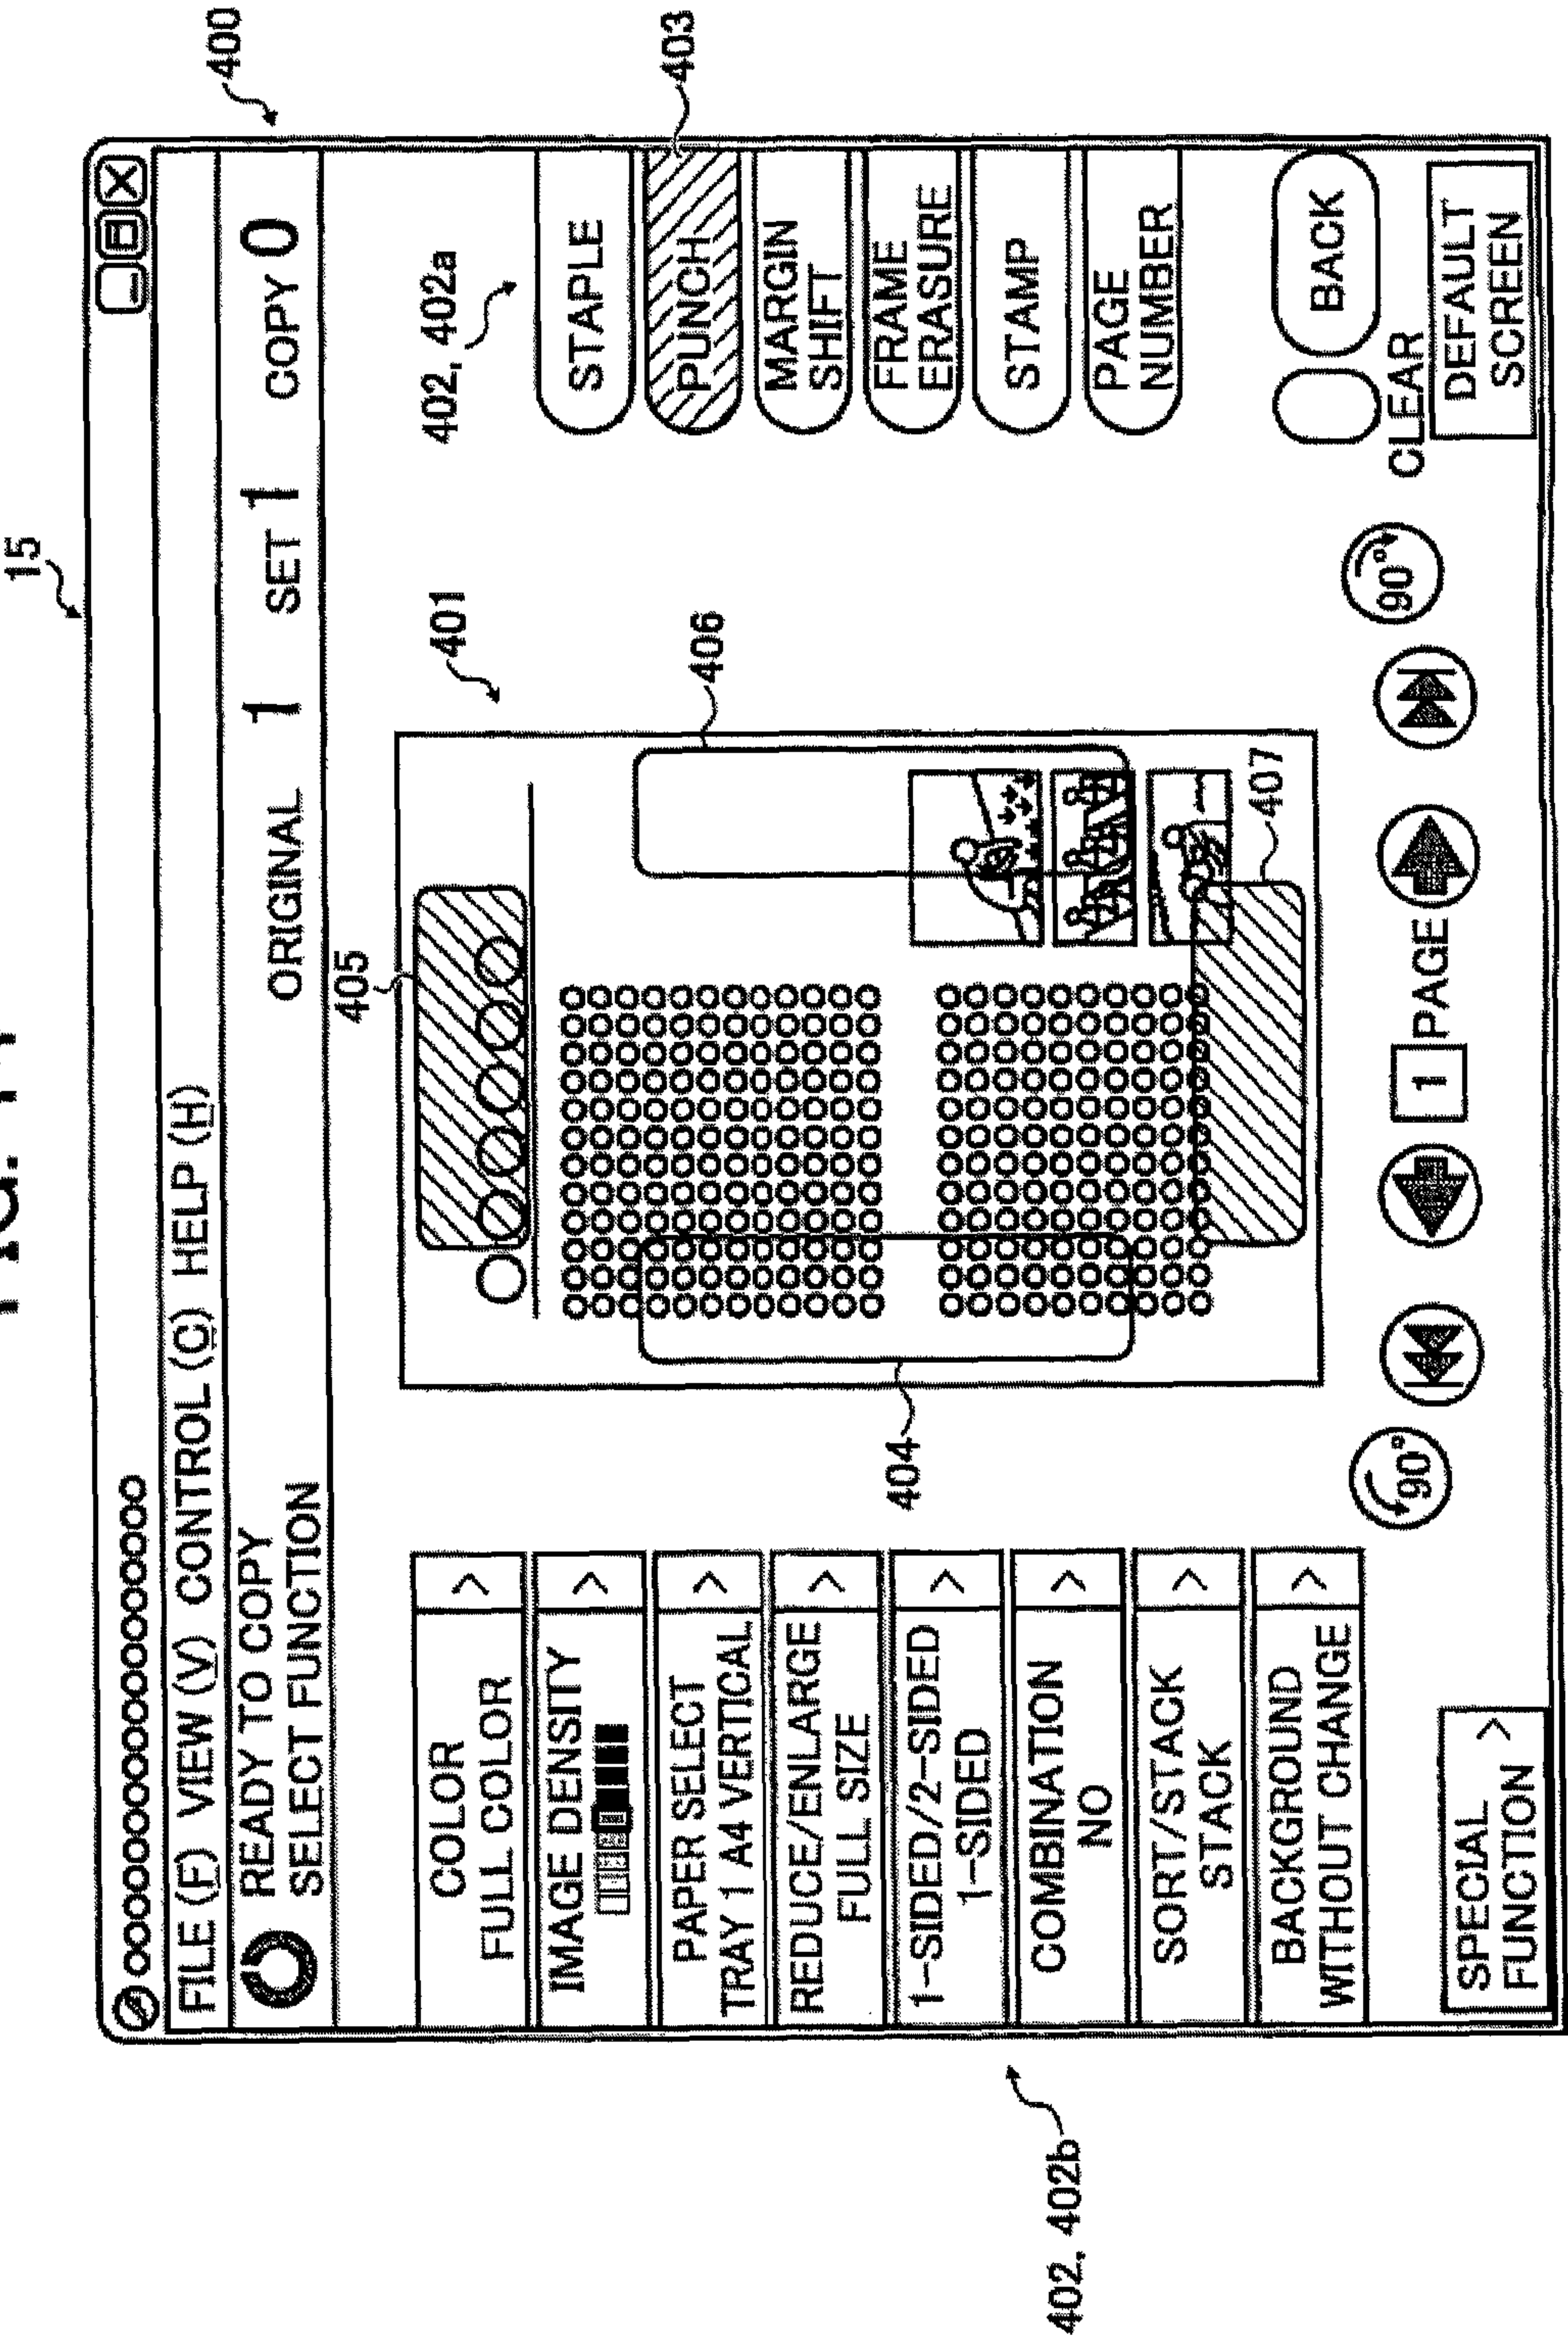 15
400
FILE (F) VIEW (V) CONTROL (C) HELP (H)
READY TO COPY
SELECT FUNCTION
ORIGINAL 1 SET 1 COPY 0
COLOR
FULL COLOR
IMAGE DENSITY
PAPER SELECT
TRAY 1 A4 VERTICAL
REDUCE/ENLARGE
FULL SIZE
1-SIDED/2-SIDED
1-SIDED
COMBINATION
NO
SORT/STACK
STACK
BACKGROUND
WITHOUT CHANGE
SPECIAL
FUNCTION
402, 402b
405
401
406
404
407
90°
1 PAGE
90°
402, 402a
STAPLE
PUNCH
403
MARGIN
SHIFT
FRAME
ERASURE
STAMP
PAGE
NUMBER
BACK
CLEAR
DEFAULT
SCREEN